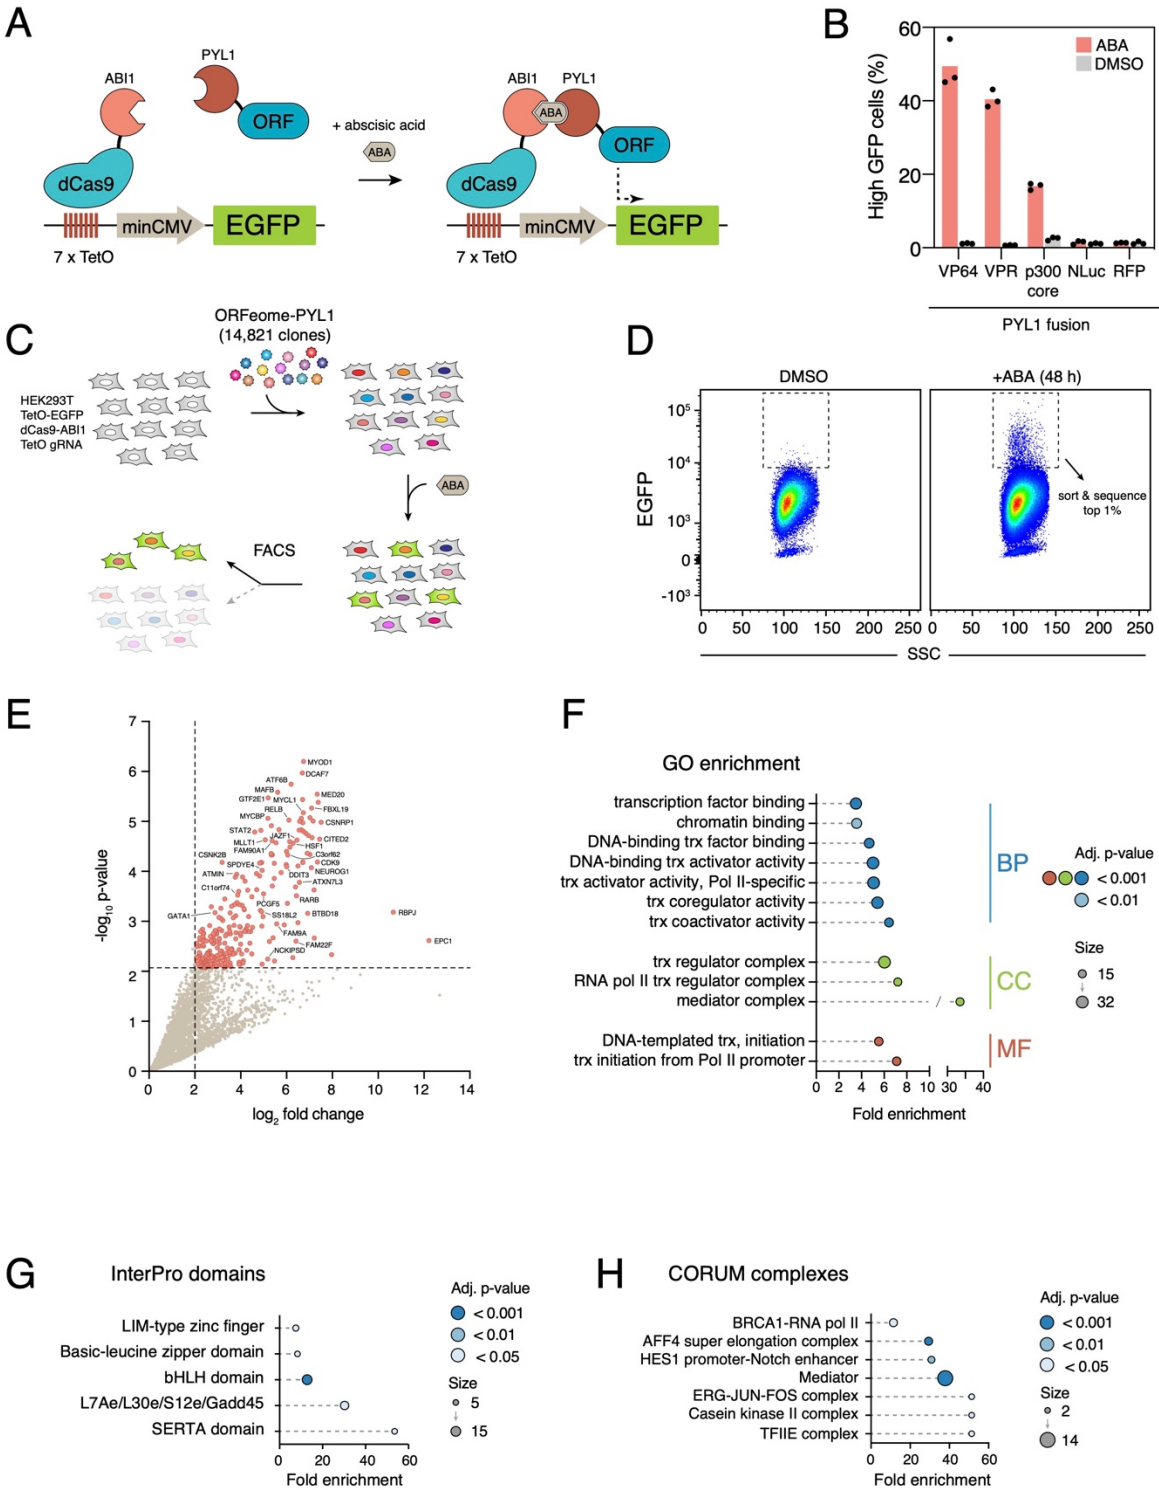 A
ABI1
PYL1
ORF
dCas9
minCMV
EGFP
7 x TetO
+ abscisic acid
ABA
ABI1
PYL1
ABA
ORF
dCas9
minCMV
EGFP
7 x TetO
B
High GFP cells (%)
60
40
20
0
ABA
DMSO
VP64
VPR
p300
core
NLuc
RFP
PYL1 fusion
C
ORFeome-PYL1
(14,821 clones)
HEK293T
TetO-EGFP
dCas9-ABI1
TetO gRNA
ABA
FACS
D
DMSO
+ABA (48 h)
EGFP
10⁵
10⁴
10³
0
-10³
sort & sequence
top 1%
0 50 100 150 200 250
0 50 100 150 200 250
SSC
E
-log₁₀ p-value
7
6
5
4
3
2
1
0
MYOD1
DCAF7
ATF6B
MAFB
MED20
GTF2E1
MYCL1
FBXL19
RELB
MYCBP
CSNRP1
STAT2
JAZF1
CITED2
MLLT1
HSF1
FAM90A1
C3orf62
CSNK2B
CDK9
SPDYE4
NEUROG1
ATMIN
DDIT3
ATXN7L3
C11orf74
RARB
PCGF5
GATA1
SS18L2
BTBD18
RBPJ
FAM9A
EPC1
FAM22F
NCKIPSD
0 2 4 6 8 10 12 14
log₂ fold change
F
GO enrichment
transcription factor binding
chromatin binding
DNA-binding trx factor binding
DNA-binding trx activator activity
trx activator activity, Pol II-specific
trx coregulator activity
trx coactivator activity
BP
trx regulator complex
RNA pol II trx regulator complex
mediator complex
/
CC
DNA-templated trx, initiation
trx initiation from Pol II promoter
MF
0 2 4 6 8 10 30 40
Fold enrichment
Adj. p-value
< 0.001
< 0.01
Size
15
32
G
InterPro domains
LIM-type zinc finger
Basic-leucine zipper domain
bHLH domain
L7Ae/L30e/S12e/Gadd45
SERTA domain
0 20 40 60
Fold enrichment
Adj. p-value
< 0.001
< 0.01
< 0.05
Size
5
15
H
CORUM complexes
BRCA1-RNA pol II
AFF4 super elongation complex
HES1 promoter-Notch enhancer
Mediator
ERG-JUN-FOS complex
Casein kinase II complex
TFIIE complex
0 20 40 60
Fold enrichment
Adj. p-value
< 0.001
< 0.01
< 0.05
Size
2
14